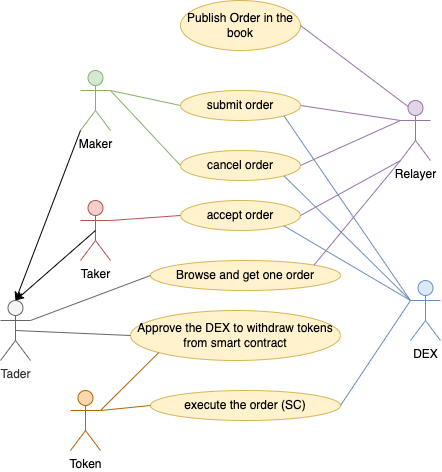 Publish Order in the
book
submit order
Maker
Relayer
cancel order
accept order
Taker
Browse and get one order
Approve the DEX to withdraw tokens
from smart contract
DEX
Tader
execute the order (SC)
Token